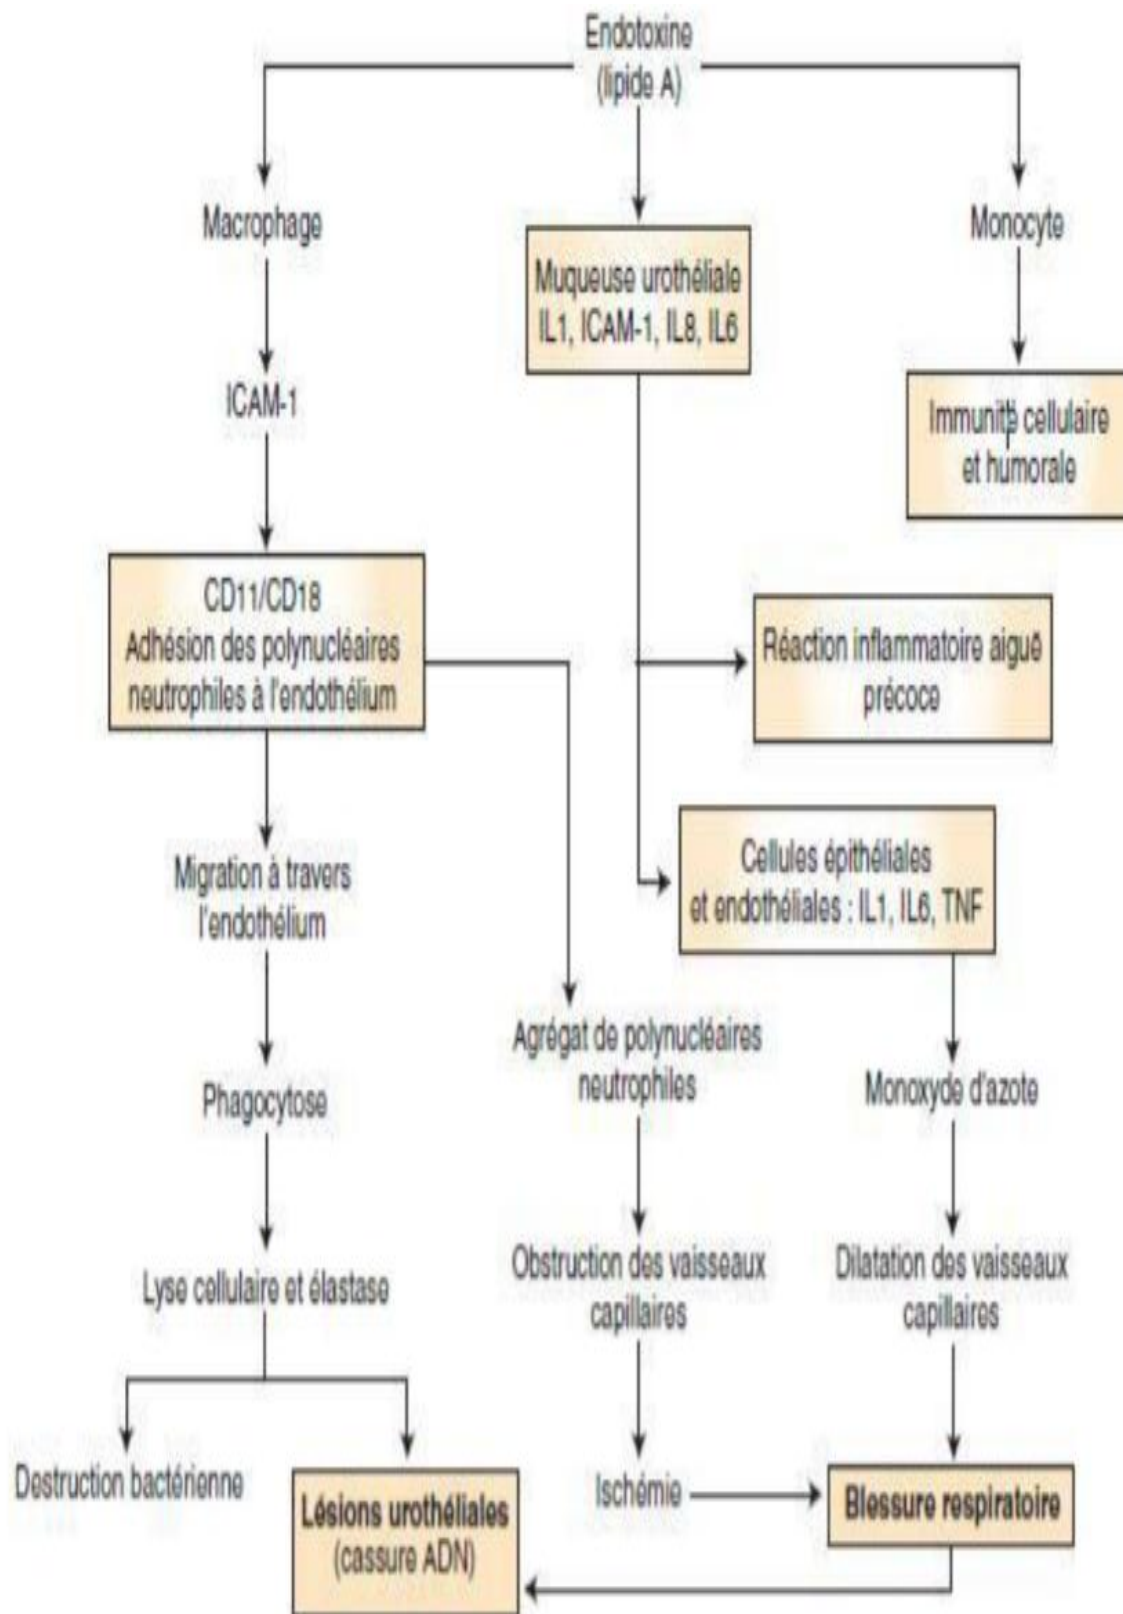 Endotoxine
(lipide A)
Macrophage
Monocyte
Muqueuse urothéliale
IL1, ICAM-1, IL8, IL6
ICAM-1
Immunité cellulaire
et humorale
CD11/CD18
Adhésion des polynucléaires
neutrophiles à l'endothélium
Réaction inflammatoire aiguë
précoce
Migration à travers
l'endothélium
Cellules épithéliales
et endothéliales : IL1, IL6, TNF
Agrégat de polynucléaires
neutrophiles
Phagocytose
Monoxyde d'azote
Lyse cellulaire et élastase
Obstruction des vaisseaux
capillaires
Dilatation des vaisseaux
capillaires
Destruction bactérienne
Lésions urothéliales
(cassure ADN)
Ischémie
Blessure respiratoire